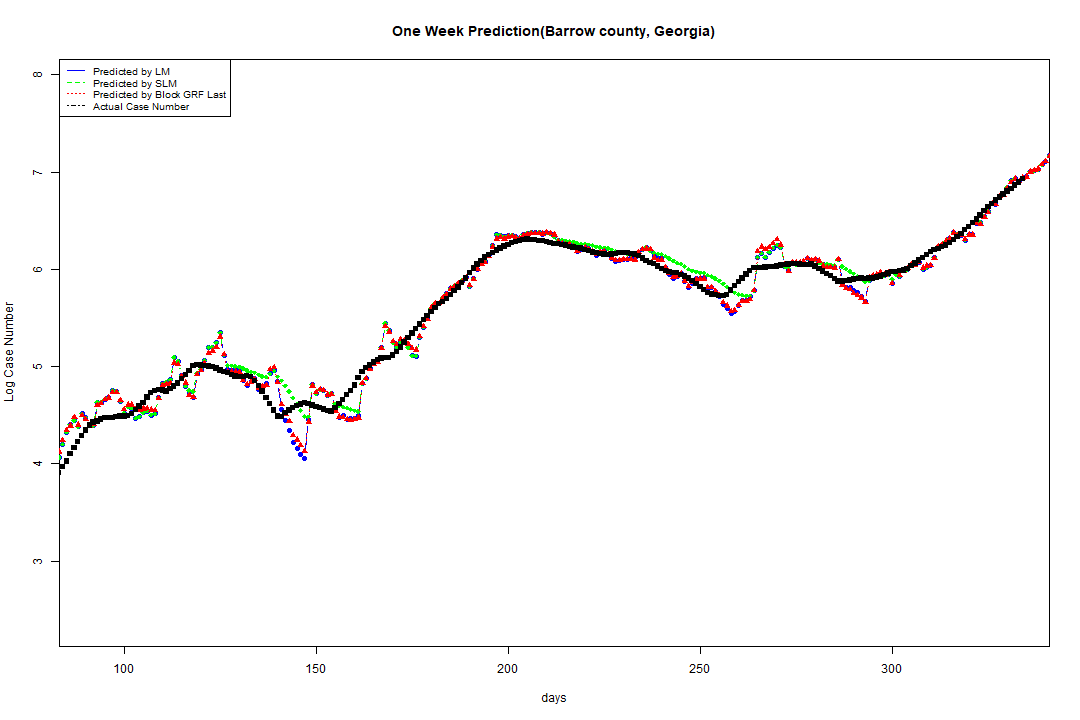 One Week Prediction(Barrow county, Georgia)
Predicted by LM
Predicted by SLM
Predicted by Block GRF Last
Actual Case Number
8
7
6
5
4
3
Log Case Number
100 150 200 250 300
days